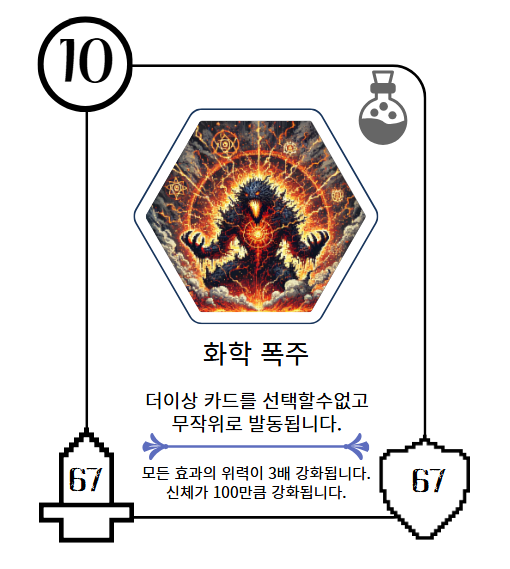 10
화학 폭주
더이상 카드를 선택할수없고
무작위로 발동됩니다.
모든 효과의 위력이 3배 강화됩니다.
신체가 100만큼 강화됩니다.
67
67